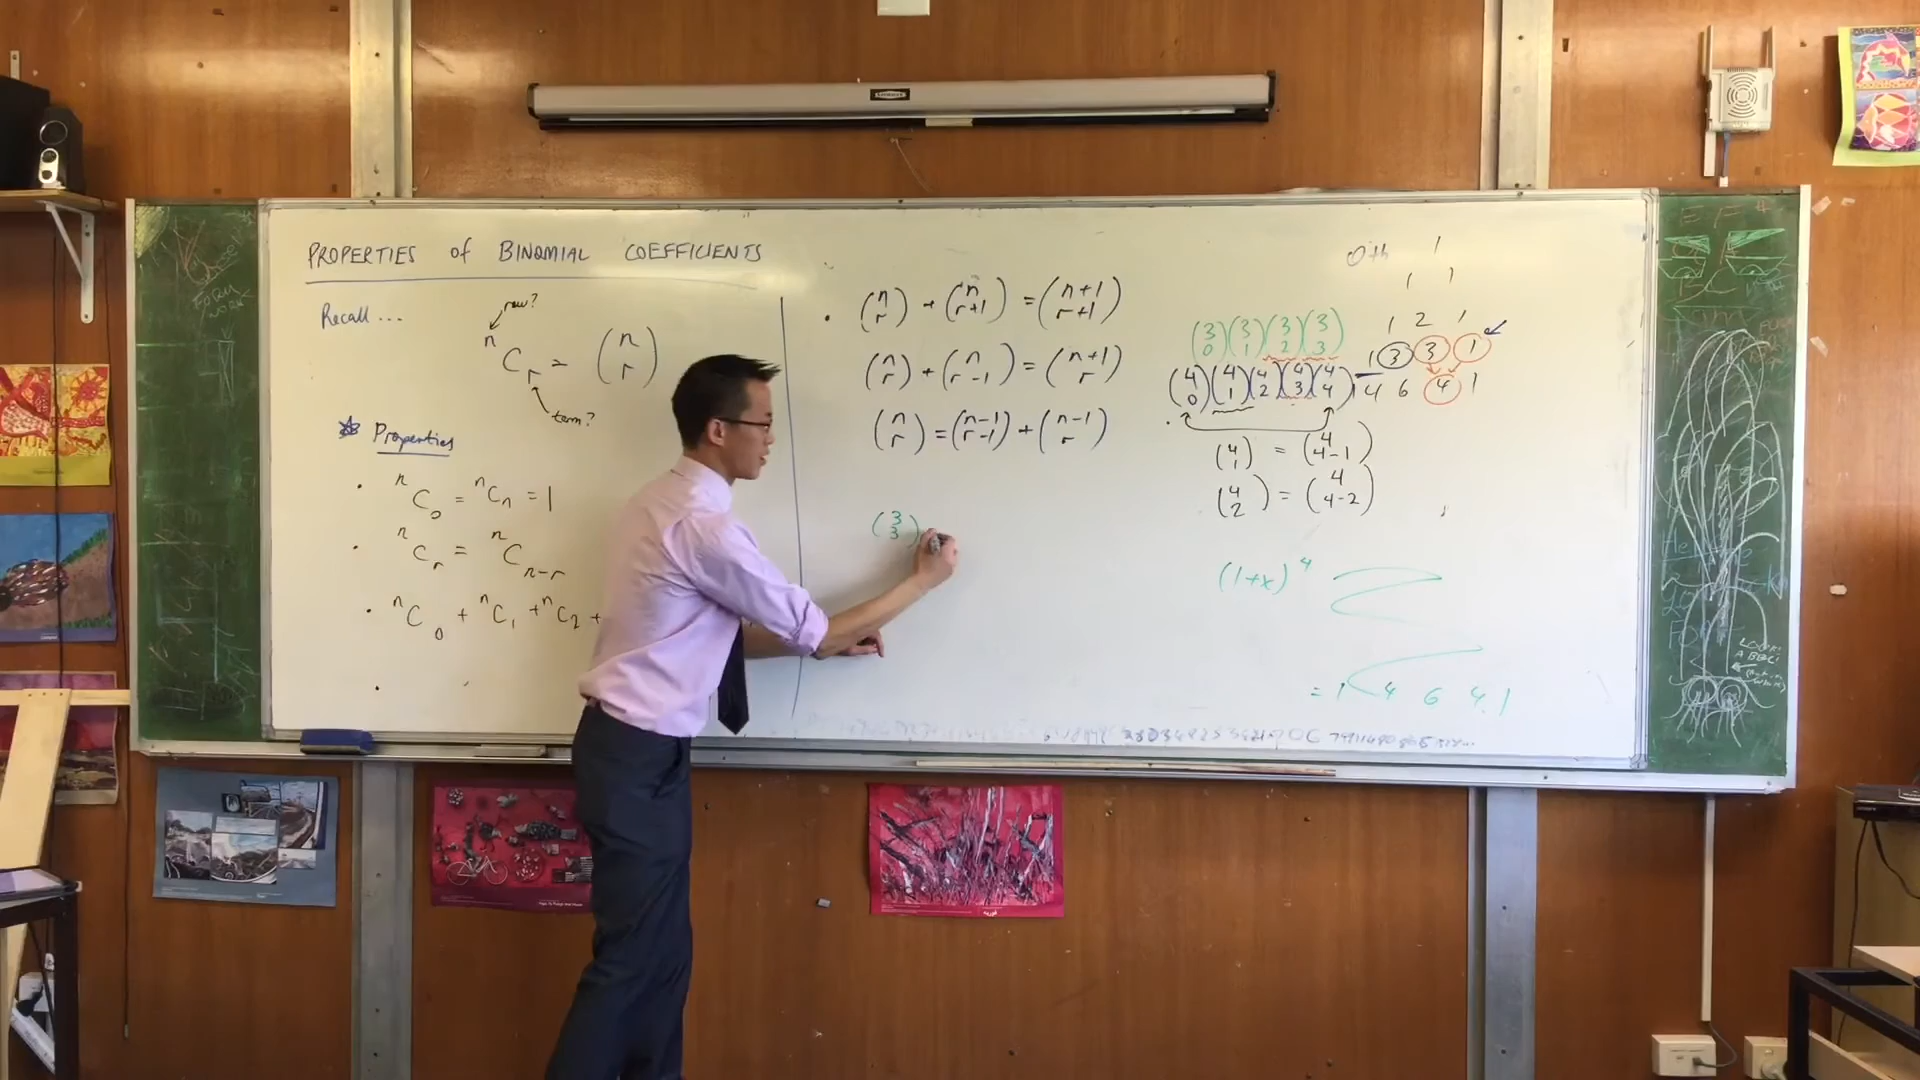 PROPERTIES of BINOMIAL COEFFICIENTS
Recall...
row?
ⁿCᵣ = (n r)
term?
★ Properties
• ⁿC₀ = ⁿCₙ = 1
• ⁿCᵣ = ⁿCₙ₋ᵣ
• ⁿC₀ + ⁿC₁ + ⁿC₂ +
•
• (n r) + (n r+1) = (n+1 r+1)
(n r) + (n r-1) = (n+1 r)
(n r) = (n-1 r-1) + (n-1 r)
(3 3)
0th 1
1 1
1 2 1
(3 0)(3 1)(3 2)(3 3) 1 3 3 1
(4 0)(4 1)(4 2)(4 3)(4 4) 1 4 6 4 1
(4 1) = (4 4-1)
(4 2) = (4 4-2)
(1+x)⁴
= 1 4 6 4 1